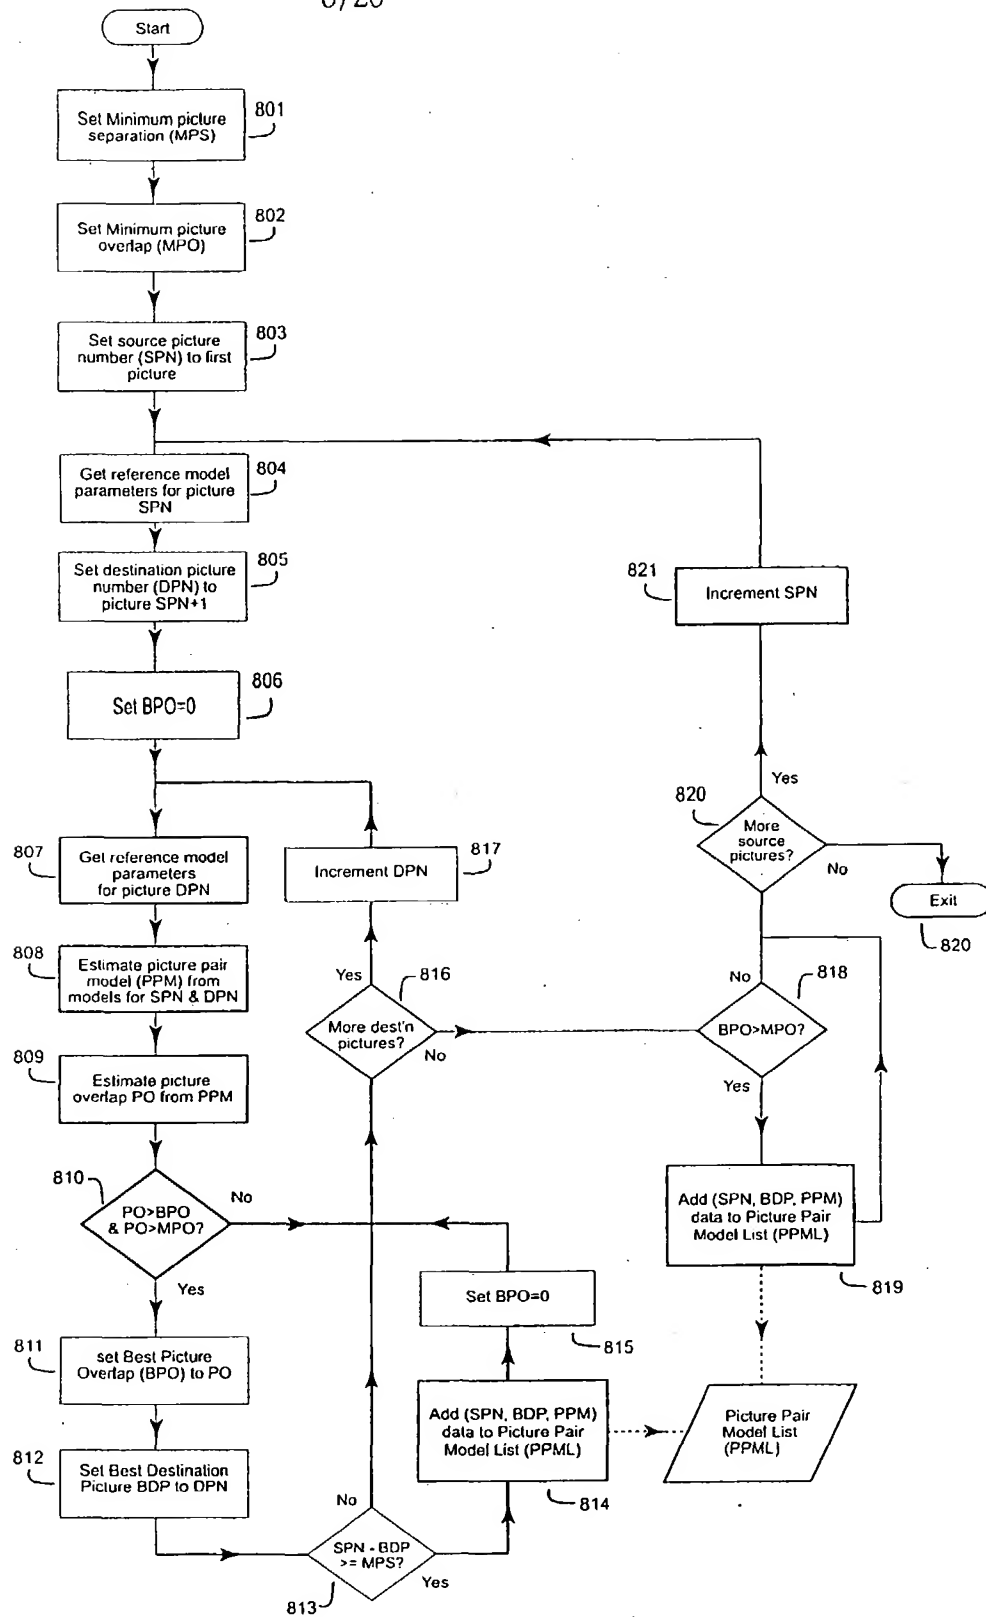 8/20
Start
Set Minimum picture
separation (MPS)
801
Set Minimum picture
overlap (MPO)
802
Set source picture
number (SPN) to first
picture
803
Get reference model
parameters for picture
SPN
804
Set destination picture
number (DPN) to
picture SPN+1
805
Set BPO=0
806
807
Get reference model
parameters
for picture DPN
808
Estimate picture pair
model (PPM) from
models for SPN & DPN
809
Estimate picture
overlap PO from PPM
810
PO>BPO
& PO>MPO?
No
Yes
811
set Best Picture
Overlap (BPO) to PO
812
Set Best Destination
Picture BDP to DPN
SPN - BDP
>= MPS?
813
No
Yes
Add (SPN, BDP, PPM)
data to Picture Pair
Model List (PPML)
814
Set BPO=0
815
More dest'n
pictures?
816
Yes
No
Increment DPN
817
BPO>MPO?
818
No
Yes
Add (SPN, BDP, PPM)
data to Picture Pair
Model List (PPML)
819
Picture Pair
Model List
(PPML)
820
More
source
pictures?
Yes
No
Exit
820
821
Increment SPN